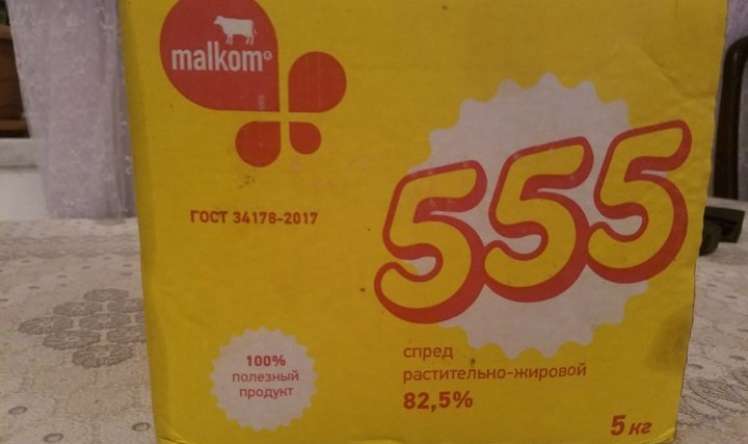 malkom®
ГОСТ 34178-2017
555
100%
полезный
продукт
спред
растительно-жировой
82,5%
5 кг